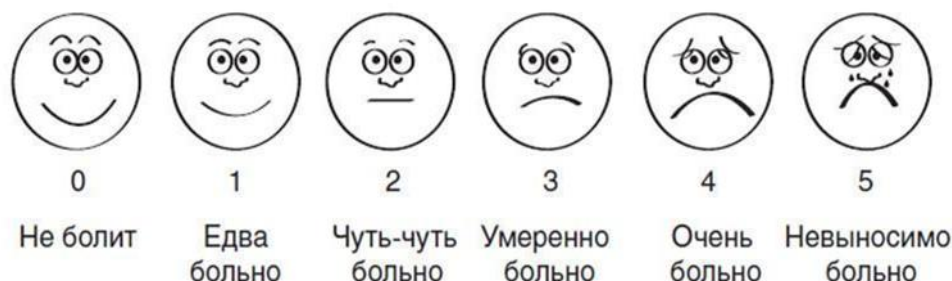 0 1 2 3 4 5
Не болит Едва Чуть-чуть Умеренно Очень Невыносимо
больно больно больно больно больно